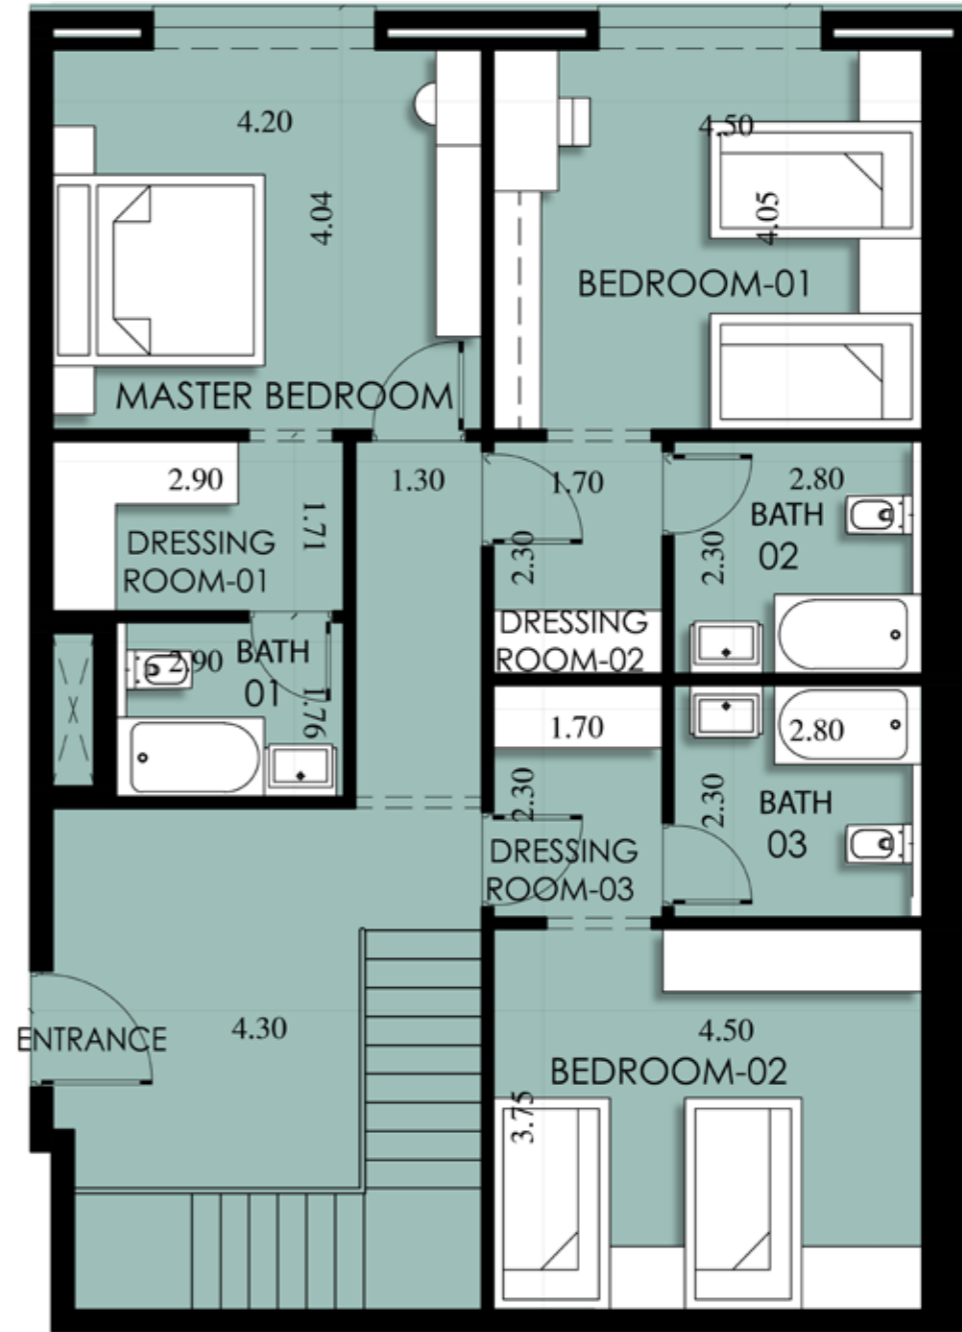 4.20
4.50
4.04
4.05
BEDROOM-01
MASTER BEDROOM
2.90
1.30
1.70
2.80
1.71
BATH
02
DRESSING
ROOM-01
2.30
2.30
DRESSING
ROOM-02
2.90
BATH
01
1.76
1.70
2.80
2.30
2.30
BATH
03
DRESSING
ROOM-03
ENTRANCE
4.30
4.50
BEDROOM-02
3.75